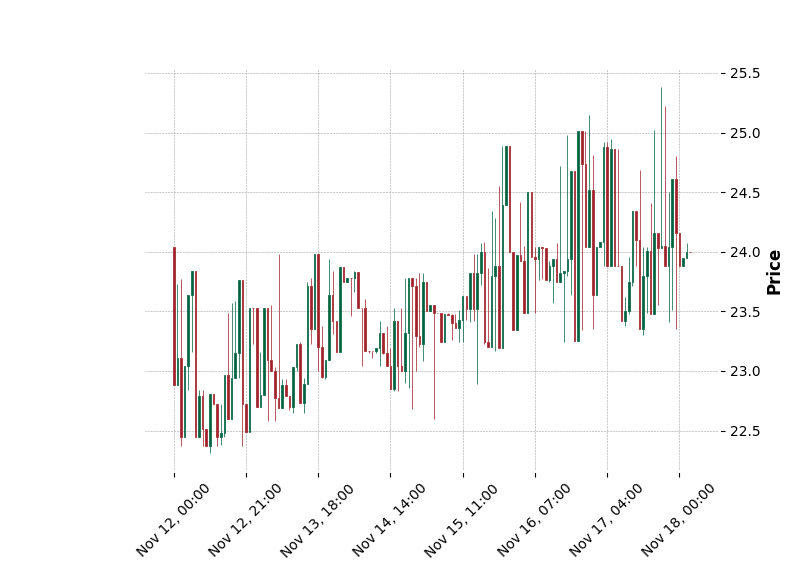 25.5
25.0
24.5
24.0
23.5
23.0
22.5
Price
Nov 12, 00:00
Nov 12, 21:00
Nov 13, 18:00
Nov 14, 14:00
Nov 15, 11:00
Nov 16, 07:00
Nov 17, 04:00
Nov 18, 00:00